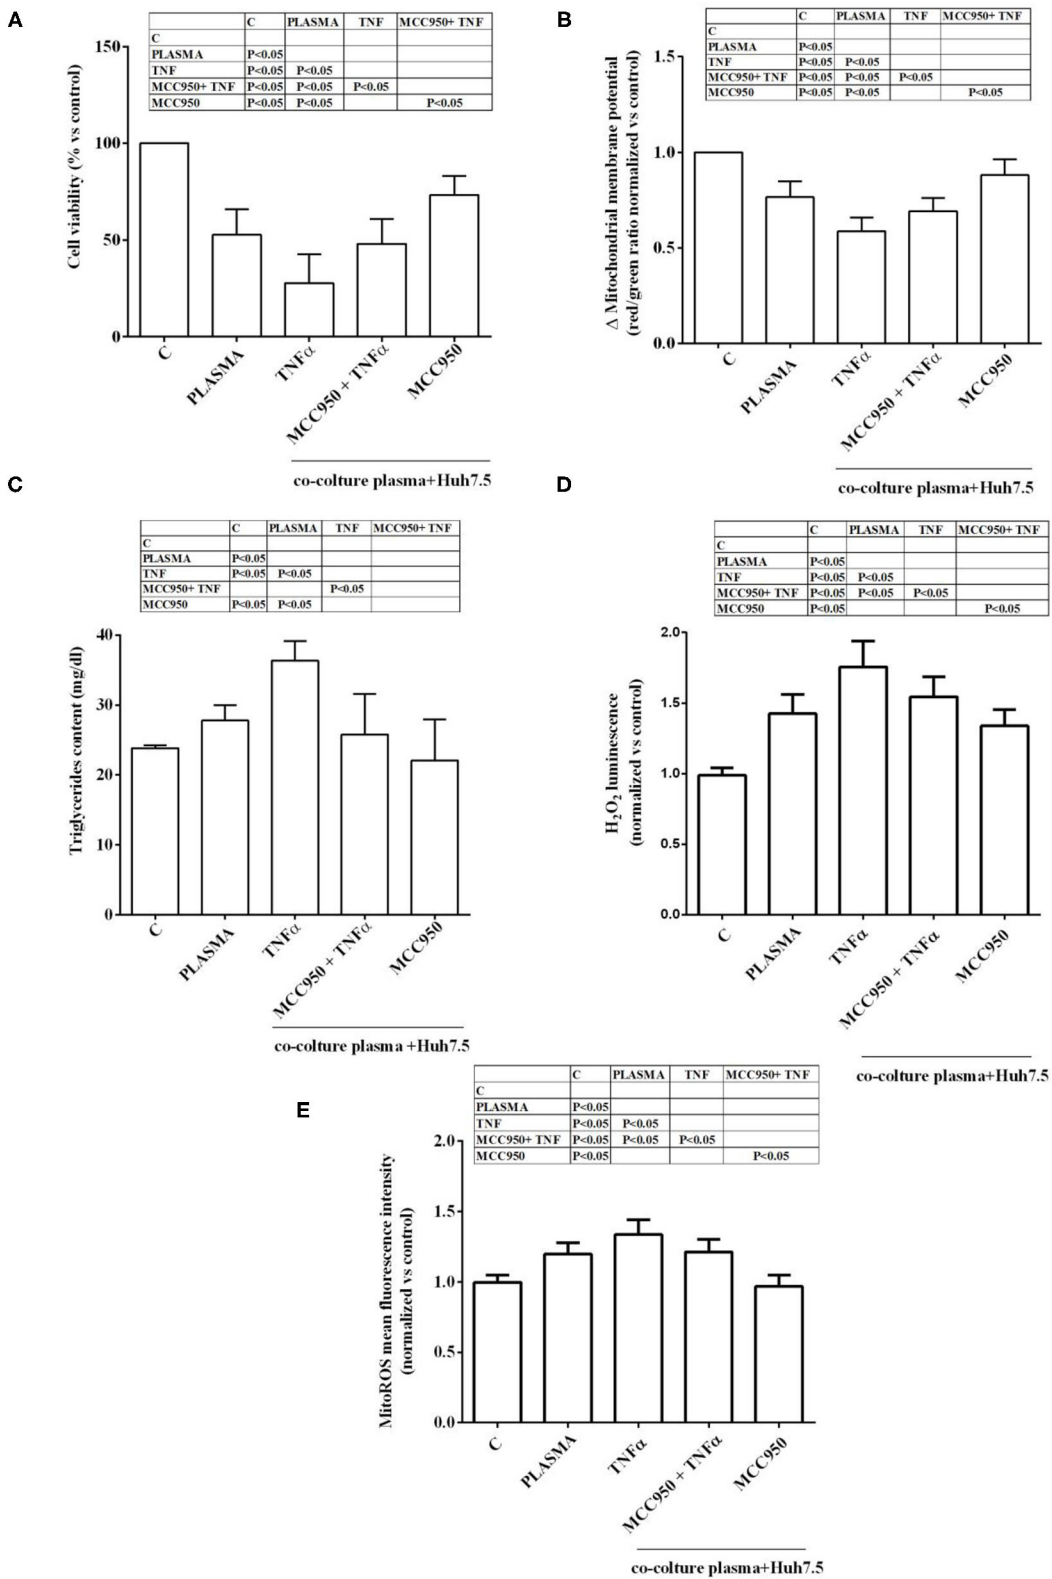 A
C PLASMA TNF MCC950+ TNF
C
PLASMA P<0.05
TNF P<0.05 P<0.05
MCC950+ TNF P<0.05 P<0.05 P<0.05
MCC950 P<0.05 P<0.05 P<0.05
Cell viability (% vs control)
150
100
50
0
C
PLASMA
TNFα
MCC950 + TNFα
MCC950
co-colture plasma+Huh7.5
B
C PLASMA TNF MCC950+ TNF
C
PLASMA P<0.05
TNF P<0.05 P<0.05
MCC950+ TNF P<0.05 P<0.05 P<0.05
MCC950 P<0.05 P<0.05 P<0.05
Δ Mitochondrial membrane potential
(red/green ratio normalized vs control)
1.5
1.0
0.5
0.0
C
PLASMA
TNFα
MCC950 + TNFα
MCC950
co-colture plasma+Huh7.5
C
C PLASMA TNF MCC950+ TNF
C
PLASMA P<0.05
TNF P<0.05 P<0.05
MCC950+ TNF P<0.05
MCC950 P<0.05 P<0.05
Triglycerides content (mg/dl)
40
30
20
10
0
C
PLASMA
TNFα
MCC950 + TNFα
MCC950
co-colture plasma +Huh7.5
D
C PLASMA TNF MCC950+ TNF
C
PLASMA P<0.05
TNF P<0.05 P<0.05
MCC950+ TNF P<0.05 P<0.05 P<0.05
MCC950 P<0.05 P<0.05
H₂O₂ luminescence
(normalized vs control)
2.0
1.5
1.0
0.5
0.0
C
PLASMA
TNFα
MCC950 + TNFα
MCC950
co-colture plasma+Huh7.5
E
C PLASMA TNF MCC950+ TNF
C
PLASMA P<0.05
TNF P<0.05 P<0.05
MCC950+ TNF P<0.05 P<0.05 P<0.05
MCC950 P<0.05 P<0.05
MitoROS mean fluorescence intensity
(normalized vs control)
2.0
1.5
1.0
0.5
0.0
C
PLASMA
TNFα
MCC950 + TNFα
MCC950
co-colture plasma+Huh7.5